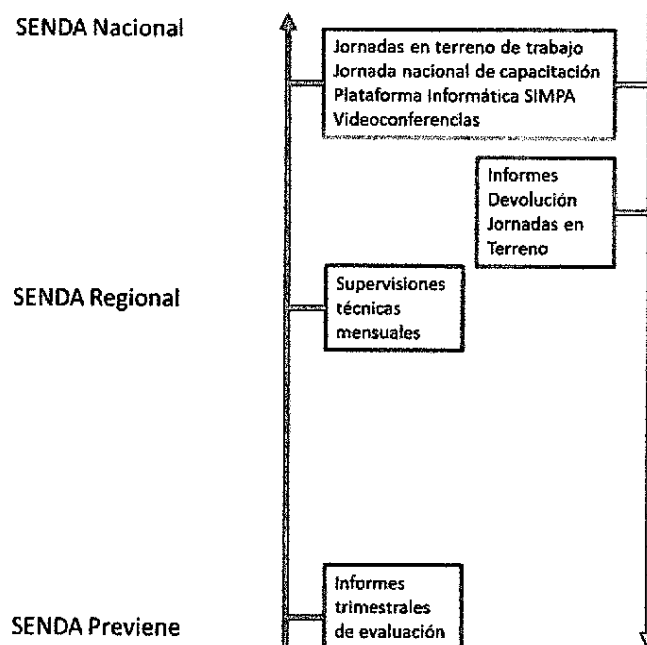 SENDA Nacional
Jornadas en terreno de trabajo
Jornada nacional de capacitación
Plataforma Informática SIMPA
Videoconferencias
Informes
Devolución
Jornadas en
Terreno
SENDA Regional
Supervisiones
técnicas
mensuales
Informes
trimestrales
de evaluación
SENDA Previene